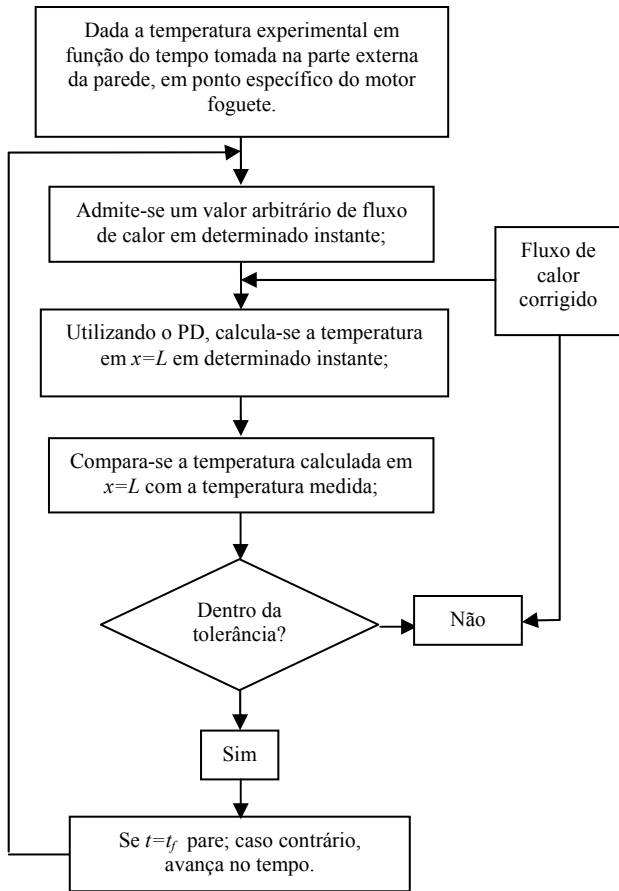 Dada a temperatura experimental em
função do tempo tomada na parte externa
da parede, em ponto específico do motor
foguete.
Admite-se um valor arbitrário de fluxo
de calor em determinado instante;
Fluxo de
calor
corrigido
Utilizando o PD, calcula-se a temperatura
em x=L em determinado instante;
Compara-se a temperatura calculada em
x=L com a temperatura medida;
Dentro da
tolerância?
Não
Sim
Se t=t_f pare; caso contrário,
avança no tempo.